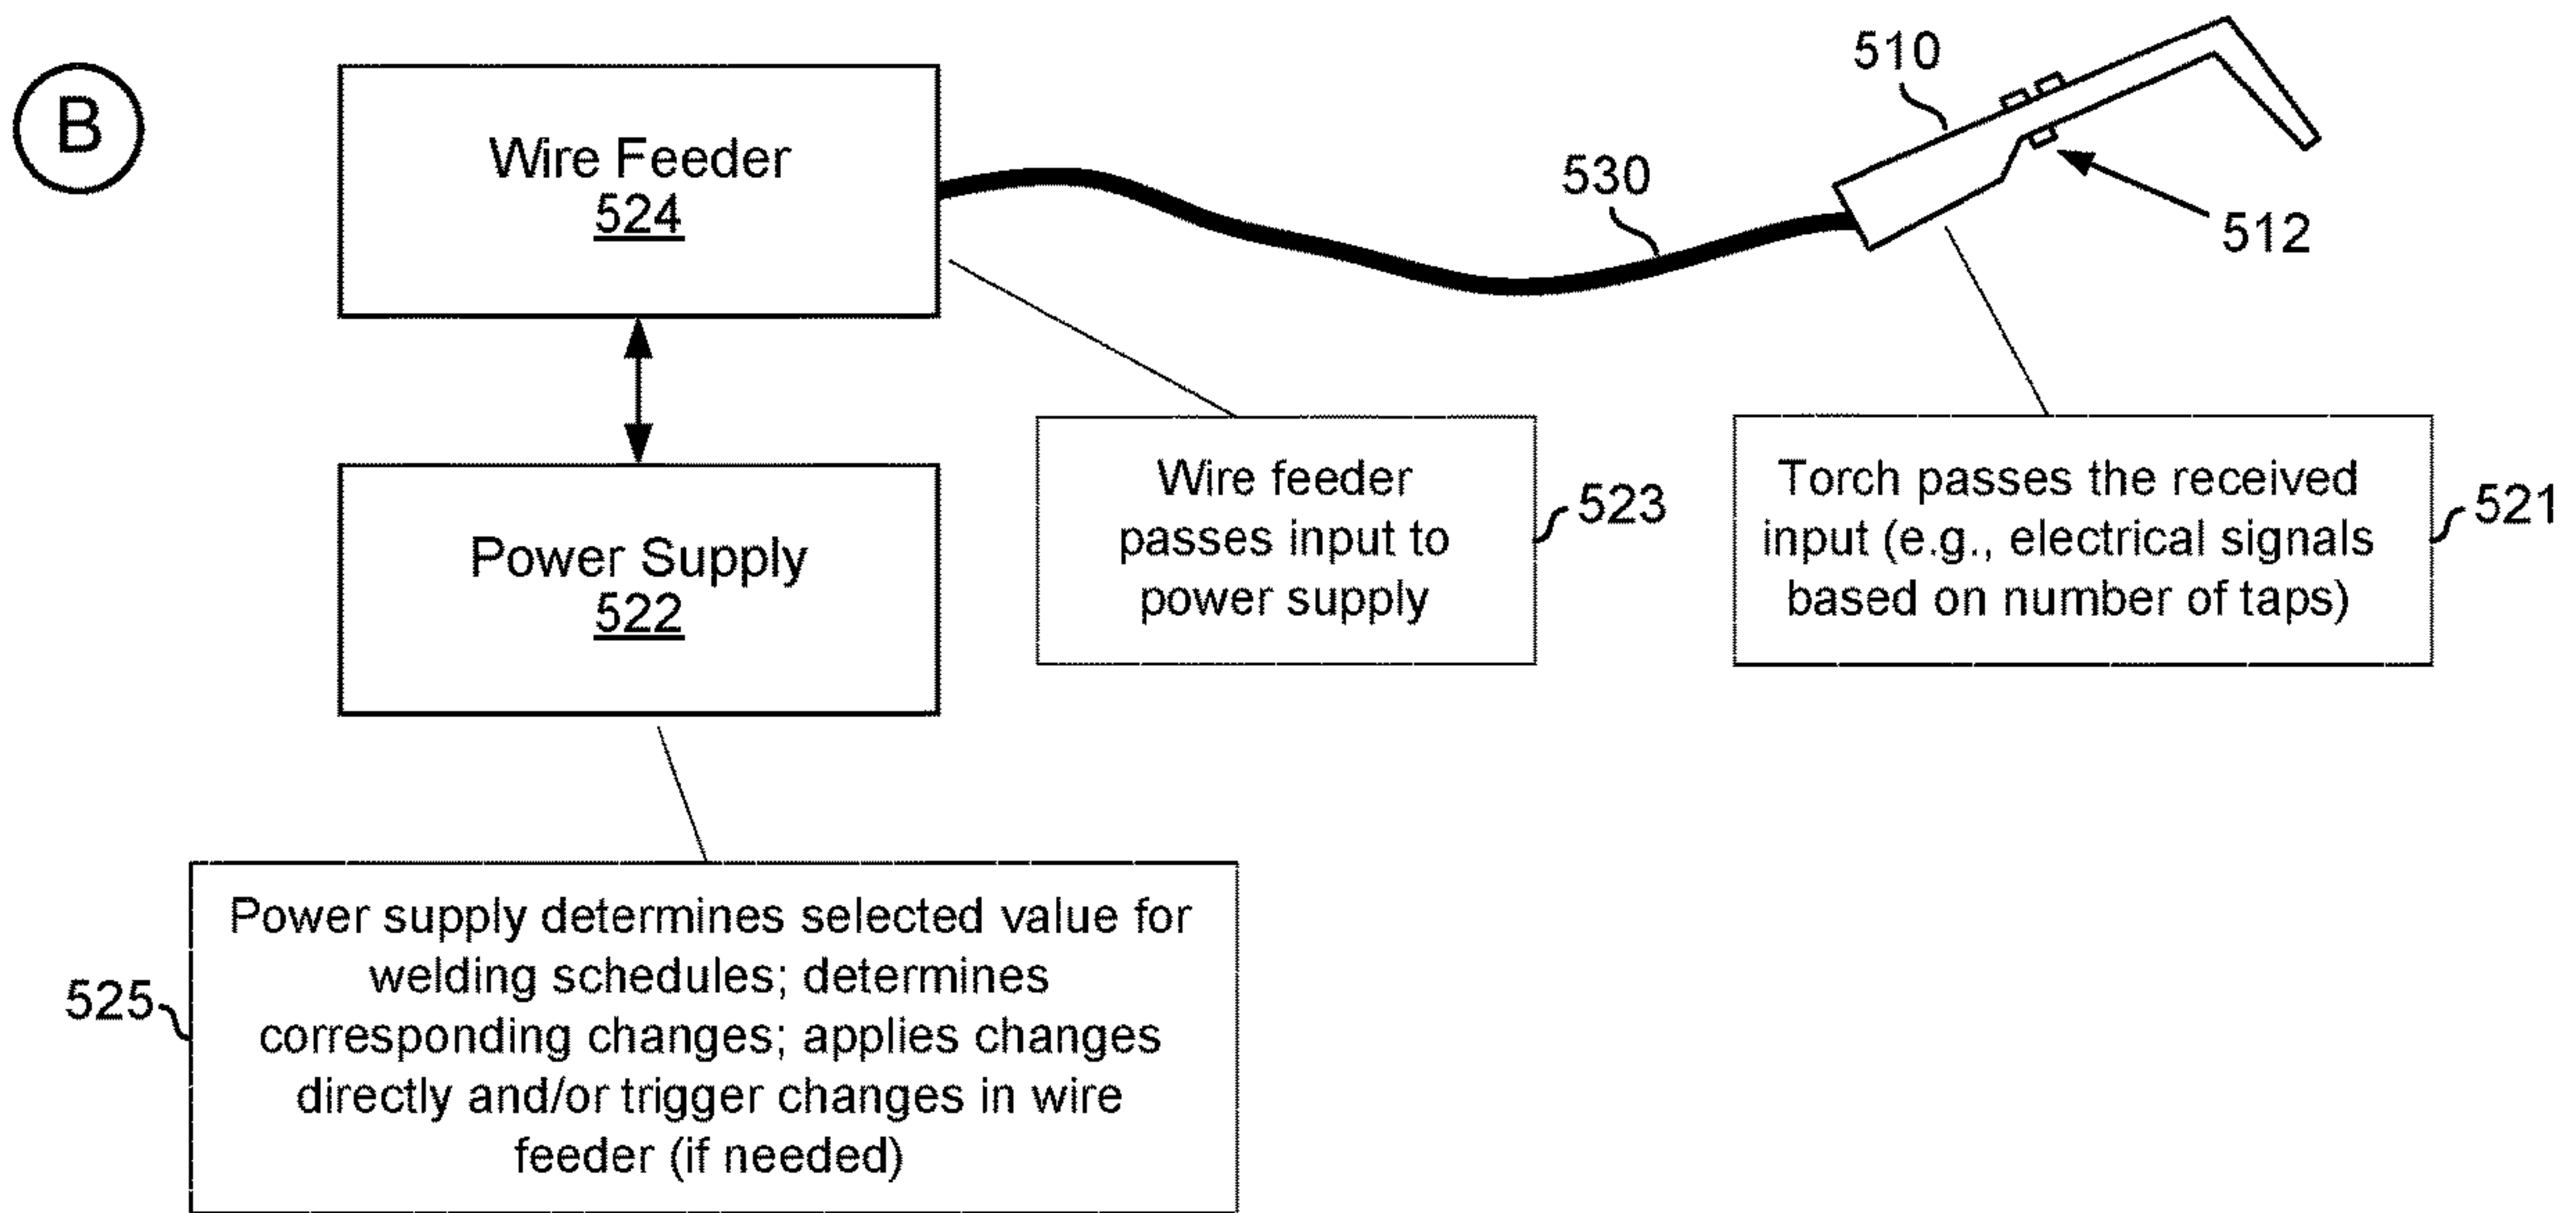 B
Wire Feeder
524
510
530
512
Power Supply
522
Wire feeder
passes input to
power supply
523
Torch passes the received
input (e.g., electrical signals
based on number of taps)
521
Power supply determines selected value for
welding schedules; determines
corresponding changes; applies changes
directly and/or trigger changes in wire
feeder (if needed)
525